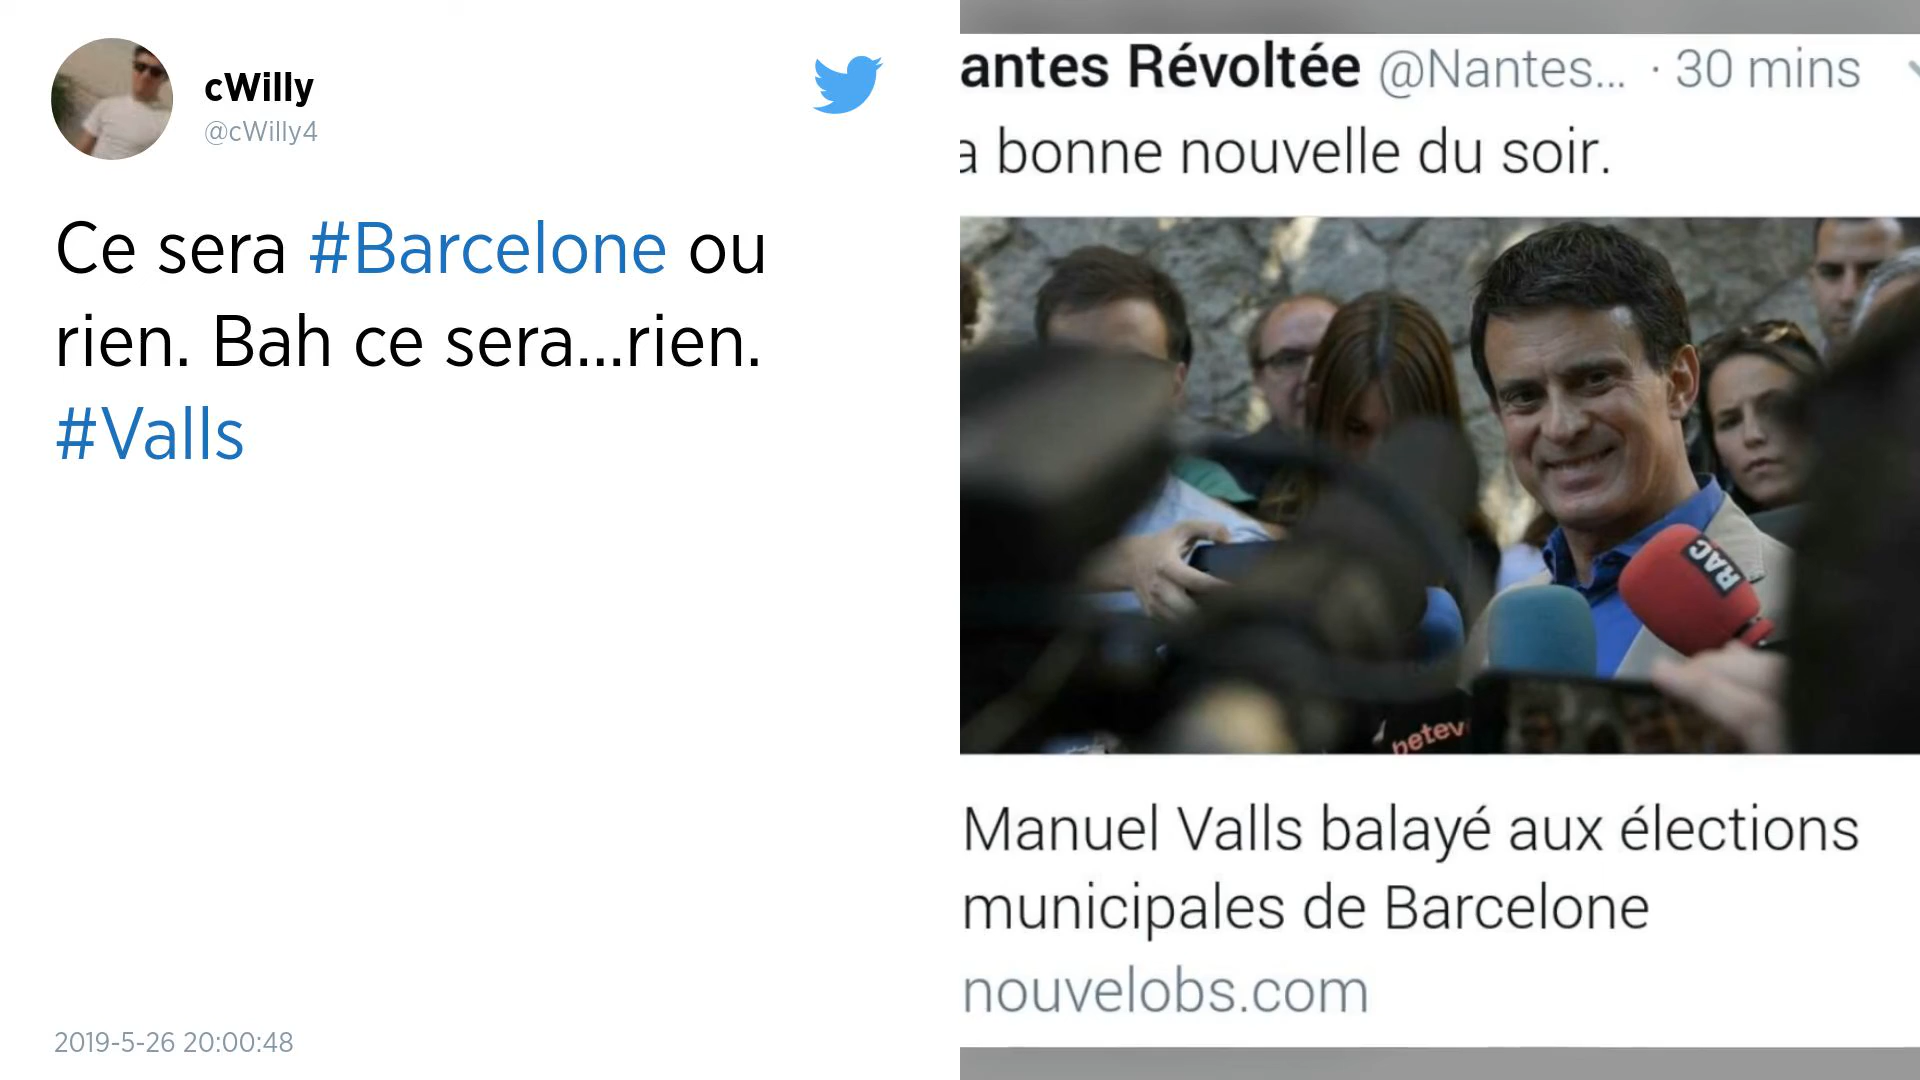 cWilly
@cWilly4
Ce sera #Barcelone ou
rien. Bah ce sera...rien.
#Valls
2019-5-26 20:00:48
antes Révoltée @Nantes... · 30 mins
a bonne nouvelle du soir.
RAC
betev
Manuel Valls balayé aux élections
municipales de Barcelone
nouvelobs.com